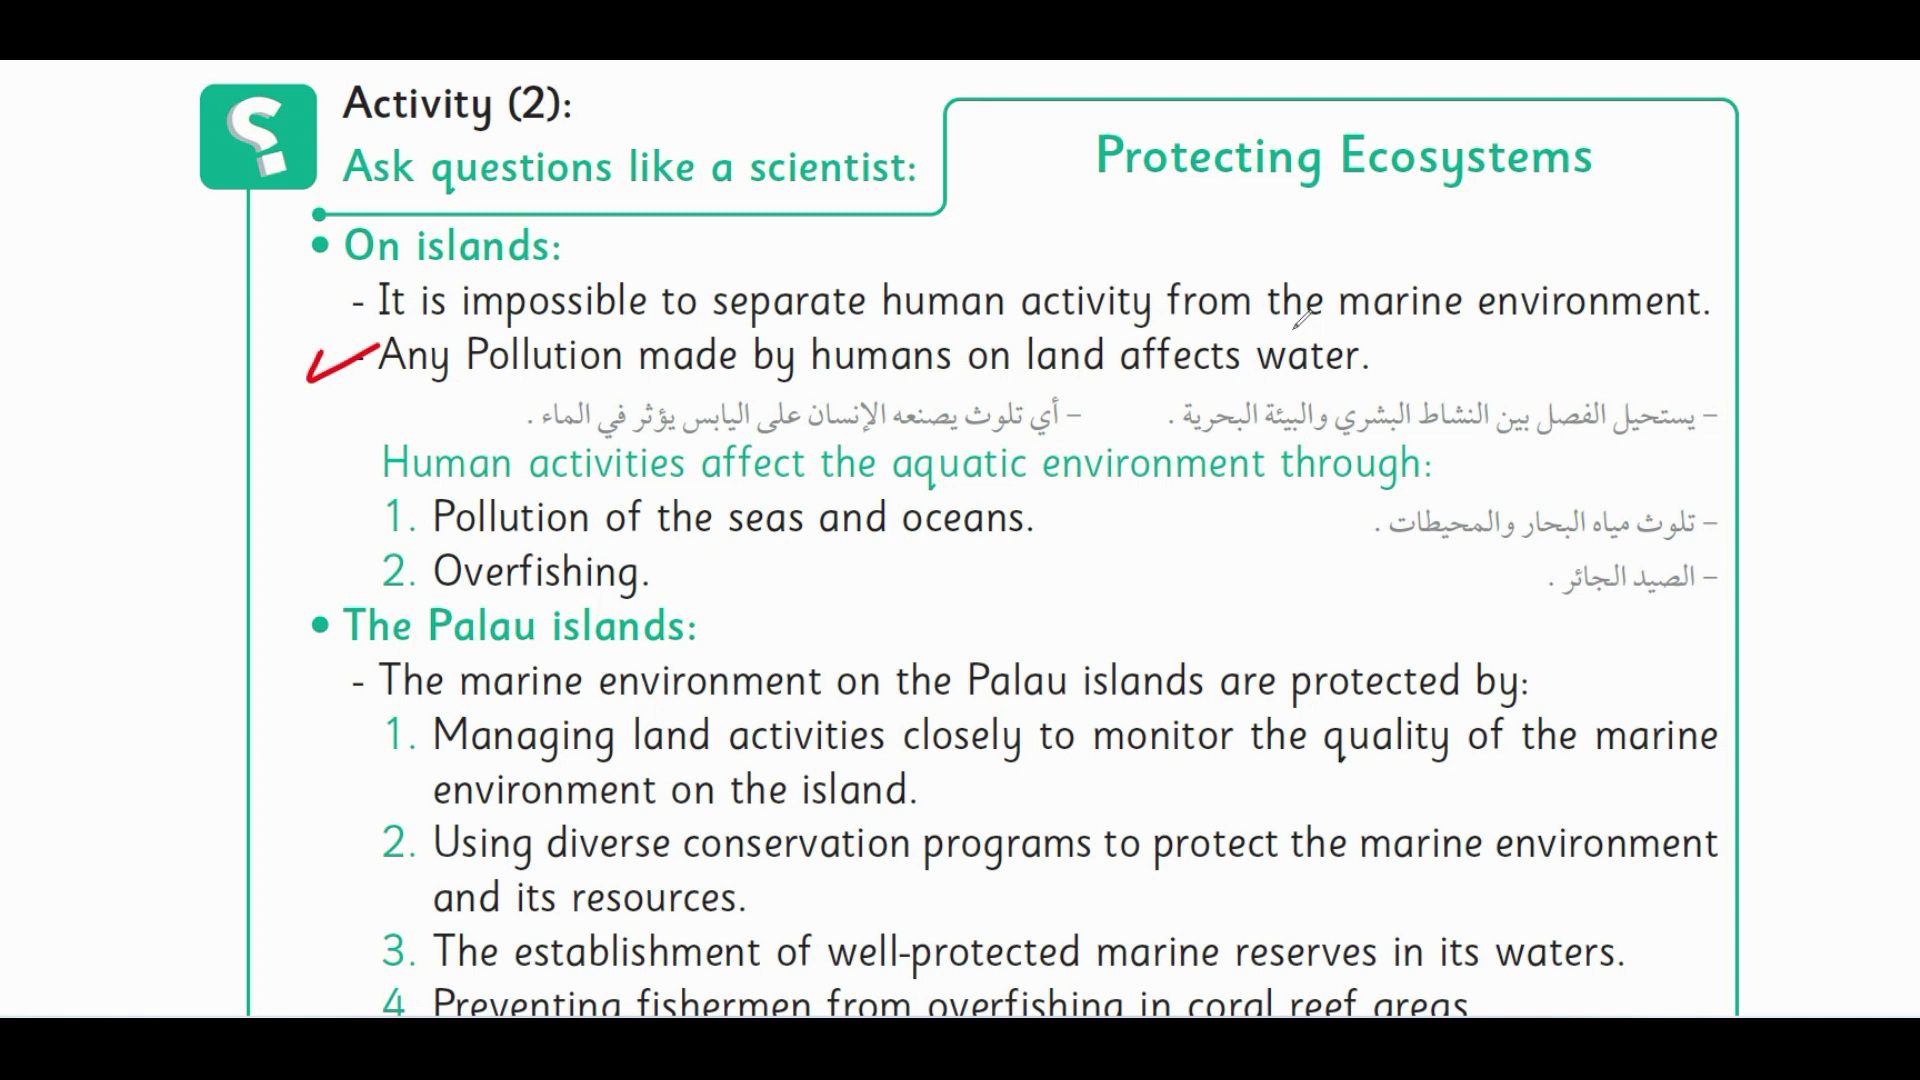 Activity (2):
Ask questions like a scientist:
Protecting Ecosystems
• On islands:
- It is impossible to separate human activity from the marine environment.
- Any Pollution made by humans on land affects water.
– يستحيل الفصل بين النشاط البشري والبيئة البحرية . – أي تلوث يصنعه الإنسان على اليابس يؤثر في الماء .
Human activities affect the aquatic environment through:
1. Pollution of the seas and oceans. – تلوث مياه البحار والمحيطات .
2. Overfishing. – الصيد الجائر .
• The Palau islands:
- The marine environment on the Palau islands are protected by:
1. Managing land activities closely to monitor the quality of the marine
environment on the island.
2. Using diverse conservation programs to protect the marine environment
and its resources.
3. The establishment of well-protected marine reserves in its waters.
4 Preventing fishermen from overfishing in coral reef areas